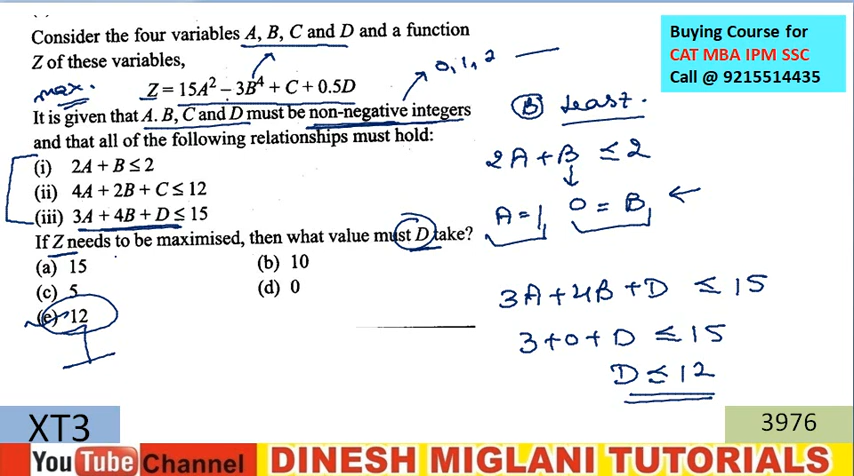 Consider the four variables A, B, C and D and a function
Z of these variables,
max.
Z = 15A² – 3B⁴ + C + 0.5D
0, 1, 2
It is given that A. B, C and D must be non-negative integers
and that all of the following relationships must hold:
(i) 2A + B ≤ 2
(ii) 4A + 2B + C ≤ 12
(iii) 3A + 4B + D ≤ 15
If Z needs to be maximised, then what value must D take?
(a) 15 (b) 10
(c) 5 (d) 0
(e) 12
Buying Course for
CAT MBA IPM SSC
Call @ 9215514435
B Least.
2A + B ≤ 2
A = 1, 0 = B,
3A + 4B + D ≤ 15
3 + 0 + D ≤ 15
D ≤ 12
XT3
3976
YouTube Channel DINESH MIGLANI TUTORIALS